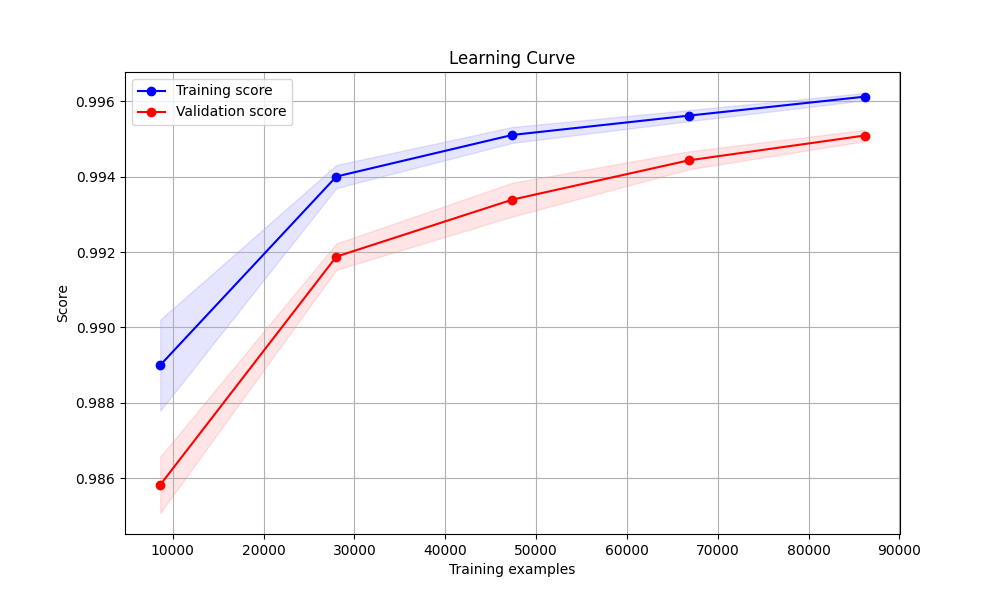 Learning Curve
Training score
Validation score
0.996
0.994
0.992
0.990
0.988
0.986
Score
10000 20000 30000 40000 50000 60000 70000 80000 90000
Training examples